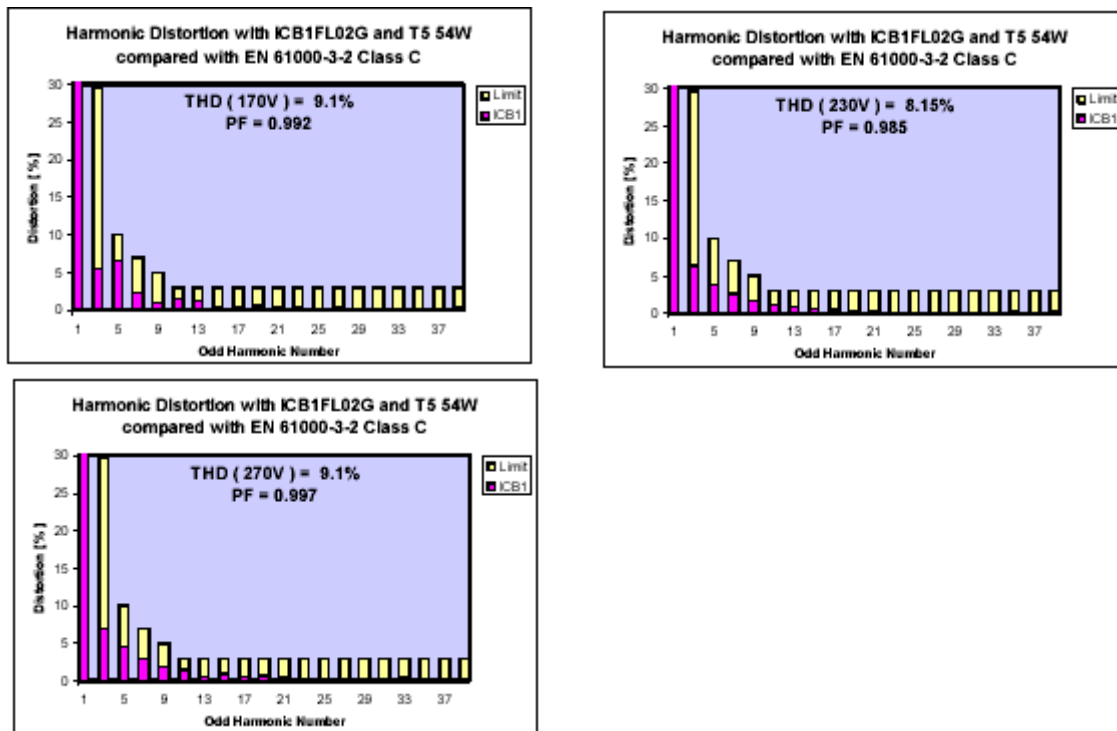 Harmonic Distortion with ICB1FL02G and T5 54W
compared with EN 61000-3-2 Class C
THD ( 170V ) = 9.1%
PF = 0.992
Limit
ICB1
Distortion [%]
30
25
20
15
10
5
0
1 5 9 13 17 21 25 29 33 37
Odd Harmonic Number
Harmonic Distortion with ICB1FL02G and T5 54W
compared with EN 61000-3-2 Class C
THD ( 230V ) = 8.15%
PF = 0.985
Limit
ICB1
Distortion [%]
30
25
20
15
10
5
0
1 5 9 13 17 21 25 29 33 37
Odd Harmonic Number
Harmonic Distortion with ICB1FL02G and T5 54W
compared with EN 61000-3-2 Class C
THD ( 270V ) = 9.1%
PF = 0.997
Limit
ICB1
Distortion [%]
30
25
20
15
10
5
0
1 5 9 13 17 21 25 29 33 37
Odd Harmonic Number